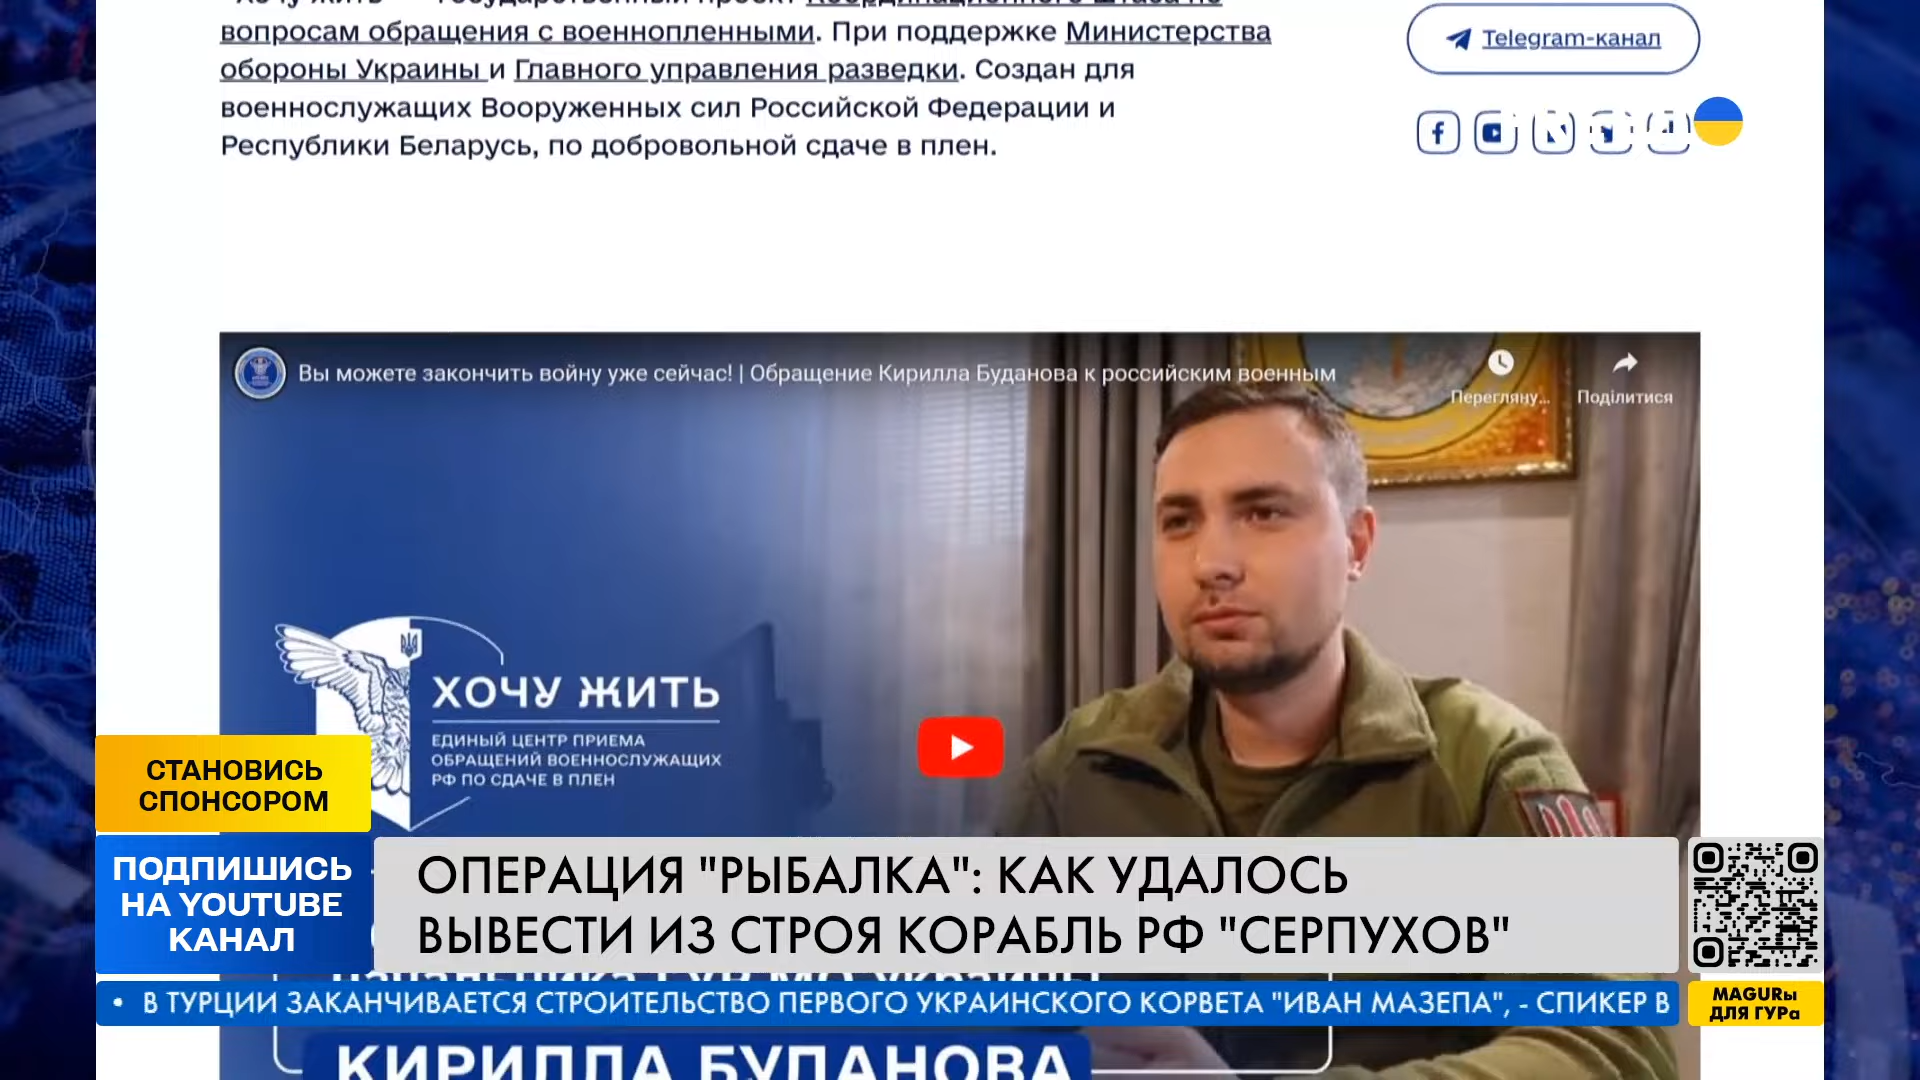 вопросам обращения с военнопленными. При поддержке Министерства
обороны Украины и Главного управления разведки. Создан для
военнослужащих Вооруженных сил Российской Федерации и
Республики Беларусь, по добровольной сдаче в плен.
Telegram-канал
Вы можете закончить войну уже сейчас! | Обращение Кирилла Буданова к российским военным
Перегляну...
Поділитися
ХОЧУ ЖИТЬ
ЕДИНЫЙ ЦЕНТР ПРИЕМА
ОБРАЩЕНИЙ ВОЕННОСЛУЖАЩИХ
РФ ПО СДАЧЕ В ПЛЕН
СТАНОВИСЬ
СПОНСОРОМ
ПОДПИШИСЬ
НА YOUTUBE
КАНАЛ
ОПЕРАЦИЯ "РЫБАЛКА": КАК УДАЛОСЬ
ВЫВЕСТИ ИЗ СТРОЯ КОРАБЛЬ РФ "СЕРПУХОВ"
• В ТУРЦИИ ЗАКАНЧИВАЕТСЯ СТРОИТЕЛЬСТВО ПЕРВОГО УКРАИНСКОГО КОРВЕТА "ИВАН МАЗЕПА", - СПИКЕР В
MAGURы
ДЛЯ ГУРа
КИРИЛЛА БУДАНОВА